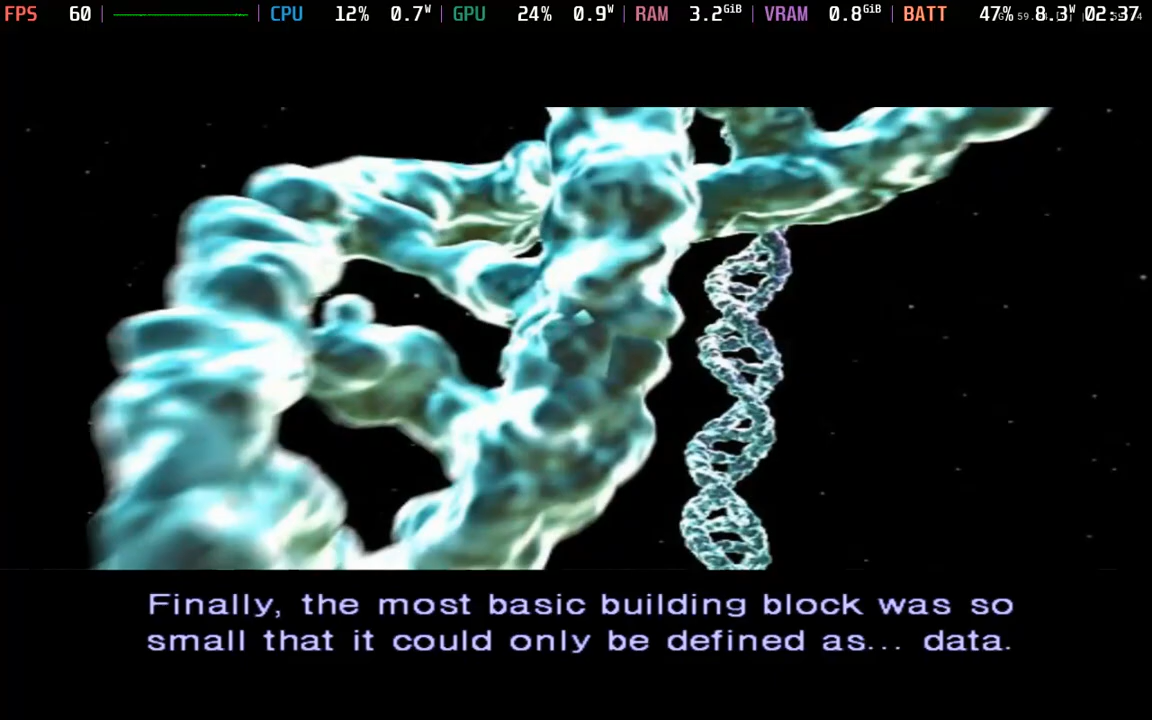 FPS 60 CPU 12% 0.7W GPU 24% 0.9W RAM 3.2GiB VRAM 0.8GiB BATT 47% 8.3W 02:37
Finally, the most basic building block was so
small that it could only be defined as... data.